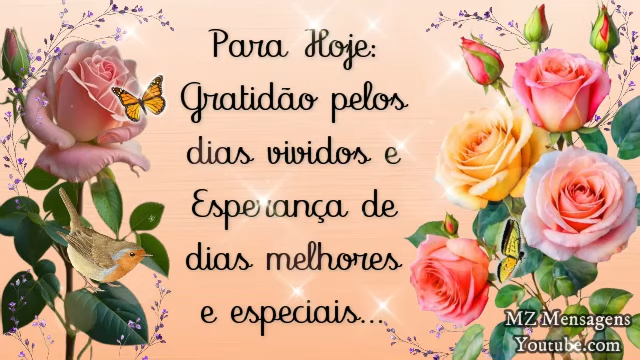 Para Hoje:
Gratidão pelos
dias vividos e
Esperança de
dias melhores
e especiais...
MZ Mensagens
Youtube.com